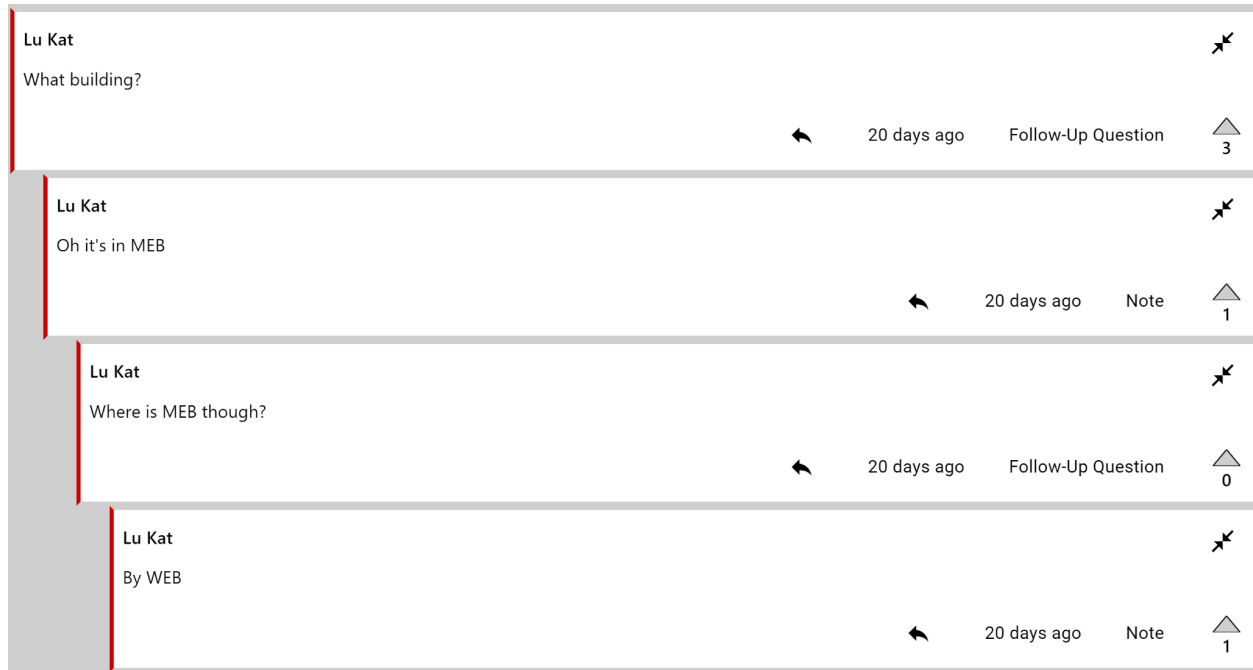 Lu Kat
What building?
20 days ago Follow-Up Question 3
Lu Kat
Oh it's in MEB
20 days ago Note 1
Lu Kat
Where is MEB though?
20 days ago Follow-Up Question 0
Lu Kat
By WEB
20 days ago Note 1